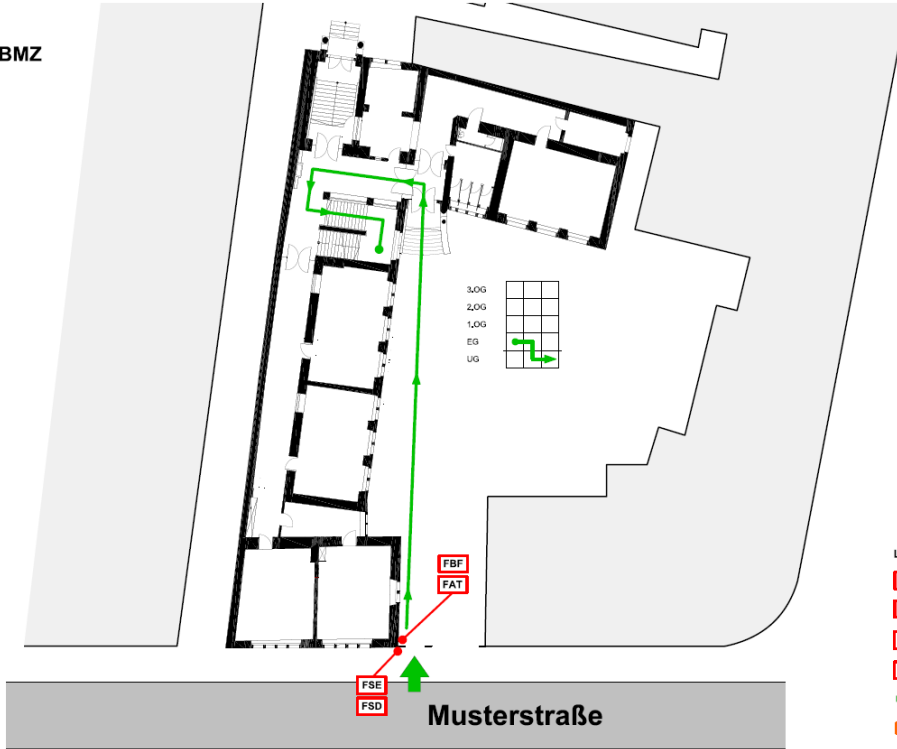 BMZ
3.OG
2.OG
1.OG
EG
UG
FBF
FAT
FSE
FSD
Musterstraße